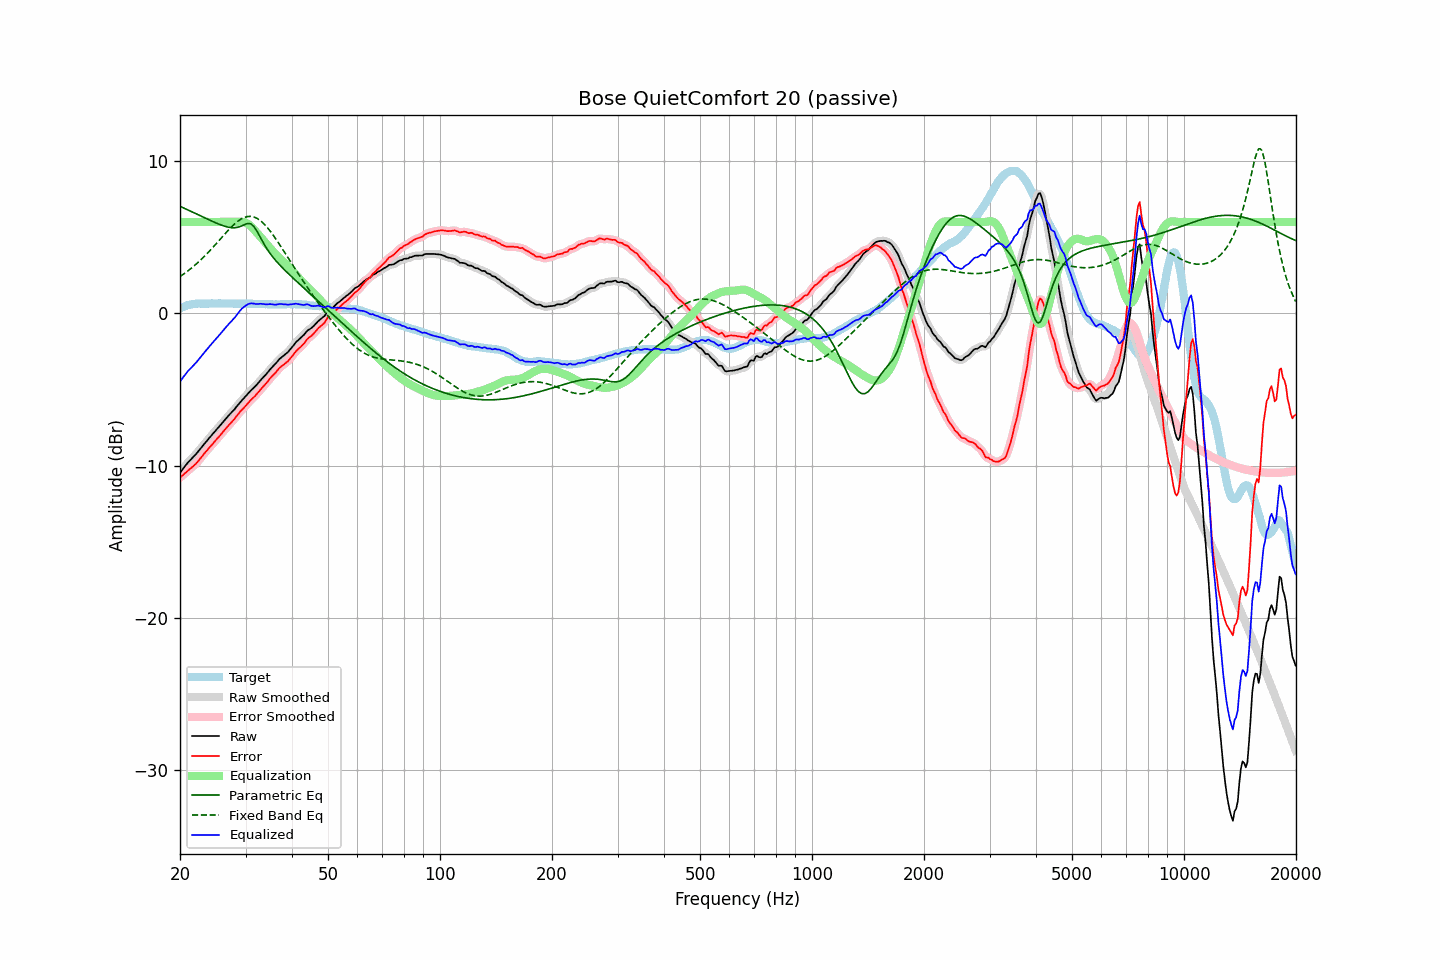 Bose QuietComfort 20 (passive)
Amplitude (dBr)
10
0
−10
−20
−30
Target
Raw Smoothed
Error Smoothed
Raw
Error
Equalization
Parametric Eq
Fixed Band Eq
Equalized
20 50 100 200 500 1000 2000 5000 10000 20000
Frequency (Hz)